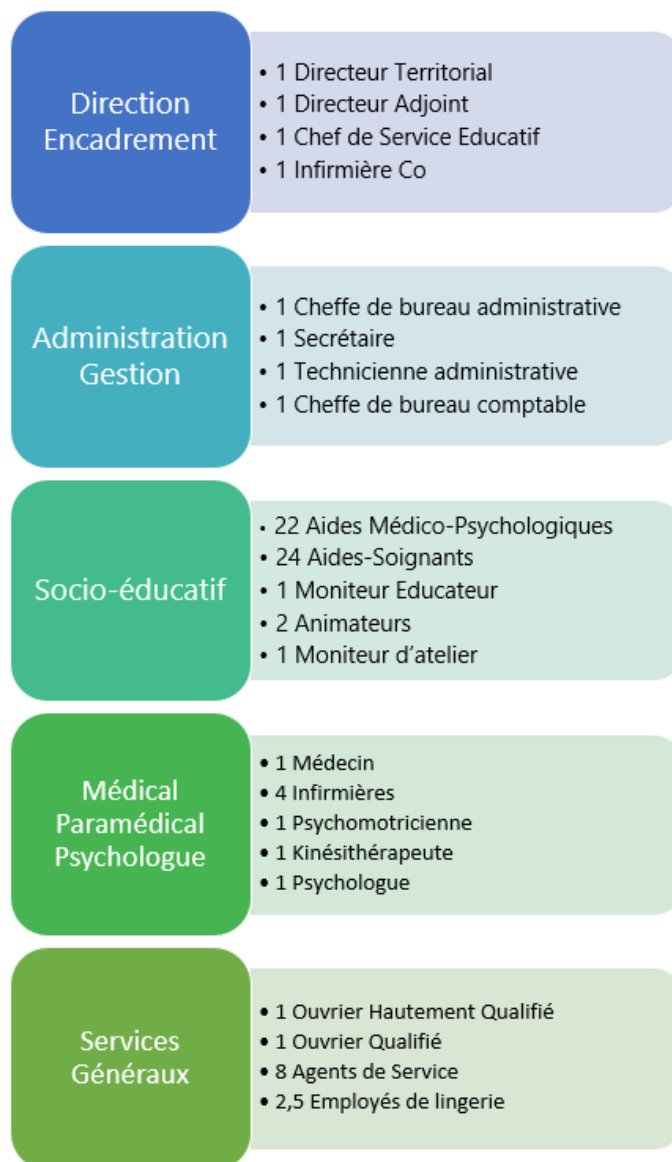 Direction
Encadrement
• 1 Directeur Territorial
• 1 Directeur Adjoint
• 1 Chef de Service Educatif
• 1 Infirmière Co
Administration
Gestion
• 1 Cheffe de bureau administrative
• 1 Secrétaire
• 1 Technicienne administrative
• 1 Cheffe de bureau comptable
Socio-éducatif
• 22 Aides Médico-Psychologiques
• 24 Aides-Soignants
• 1 Moniteur Educateur
• 2 Animateurs
• 1 Moniteur d’atelier
Médical
Paramédical
Psychologue
• 1 Médecin
• 4 Infirmières
• 1 Psychomotricienne
• 1 Kinésithérapeute
• 1 Psychologue
Services
Généraux
• 1 Ouvrier Hautement Qualifié
• 1 Ouvrier Qualifié
• 8 Agents de Service
• 2,5 Employés de lingerie